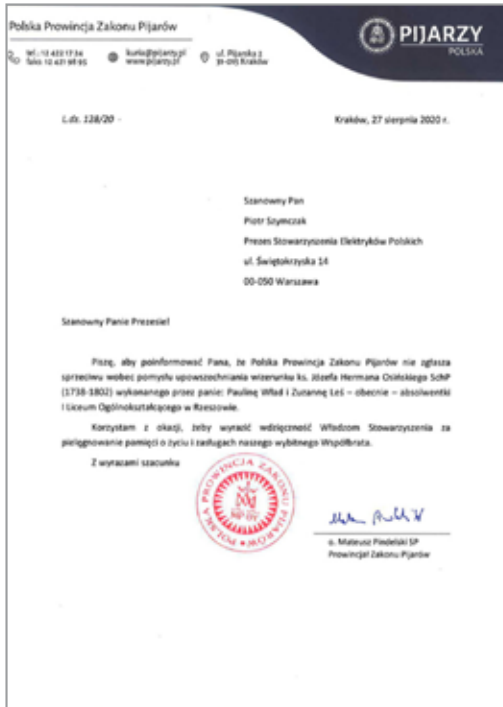 Polska Prowincja Zakonu Pijarów
PIJARZY
POLSKA
tel.: 12 422 17 24
faks: 12 421 98 95
kuria@pijarzy.pl
www.pijarzy.pl
ul. Pijarska 2
31-015 Kraków
L.dz. 128/20
Kraków, 27 sierpnia 2020 r.
Szanowny Pan
Piotr Szymczak
Prezes Stowarzyszenia Elektryków Polskich
ul. Świętokrzyska 14
00-050 Warszawa
Szanowny Panie Prezesie!
Piszę, aby poinformować Pana, że Polska Prowincja Zakonu Pijarów nie zgłasza
sprzeciwu wobec pomysłu upowszechniania wizerunku ks. Józefa Hermana Osińskiego SchP
(1738-1802) wykonanego przez panie: Paulinę Wład i Zuzannę Leś – obecnie – absolwentki
I Liceum Ogólnokształcącego w Rzeszowie.
Korzystam z okazji, żeby wyrazić wdzięczność Władzom Stowarzyszenia za
pielęgnowanie pamięci o życiu i zasługach naszego wybitnego Współbrata.
Z wyrazami szacunku
POLSKA PROWINCJA ZAKONU PIJARÓW
o. Mateusz Pindelski SP
Prowincjał Zakonu Pijarów